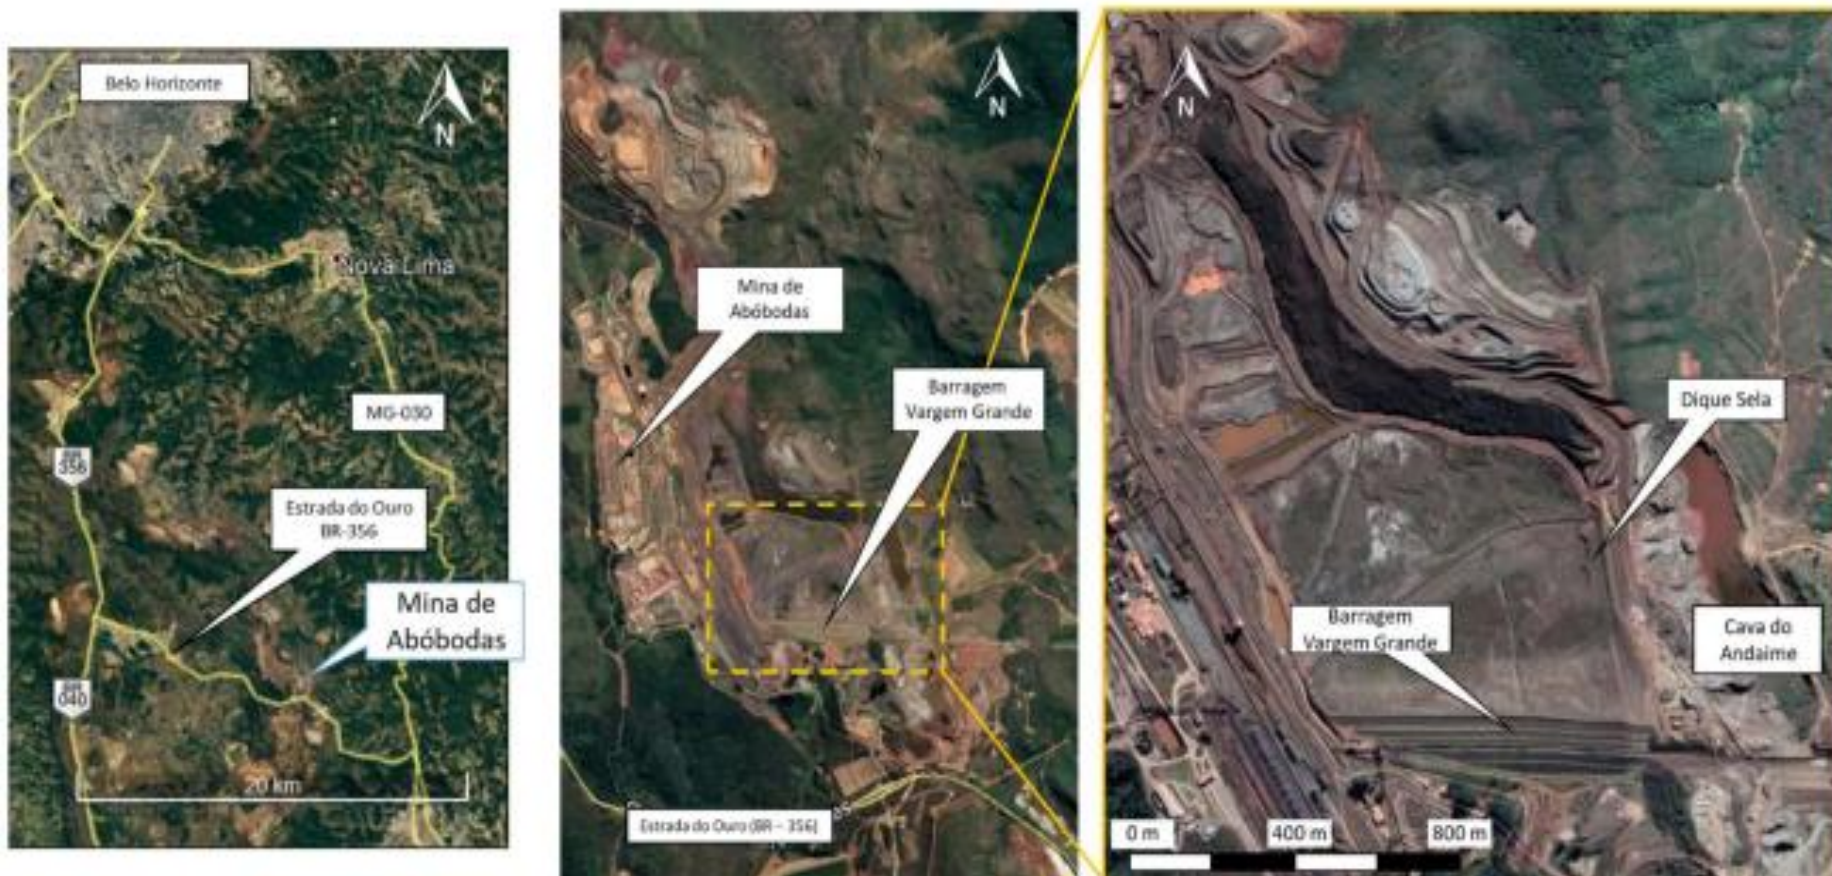 Belo Horizonte
N
Nova Lima
MG-030
BR
356
Estrada do Ouro
BR-356
Mina de
Abóbodas
BR
040
20 km
N
Mina de
Abóbodas
Barragem
Vargem Grande
Estrada do Ouro (BR – 356)
N
Dique Sela
Barragem
Vargem Grande
Cava do
Andaime
0 m
400 m
800 m